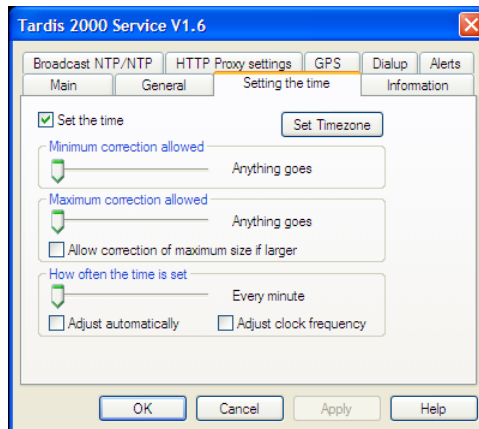 Tardis 2000 Service V1.6
Broadcast NTP/NTP HTTP Proxy settings GPS Dialup Alerts
Main General Setting the time Information
Set the time Set Timezone
Minimum correction allowed
Anything goes
Maximum correction allowed
Anything goes
Allow correction of maximum size if larger
How often the time is set
Every minute
Adjust automatically Adjust clock frequency
OK Cancel Apply Help